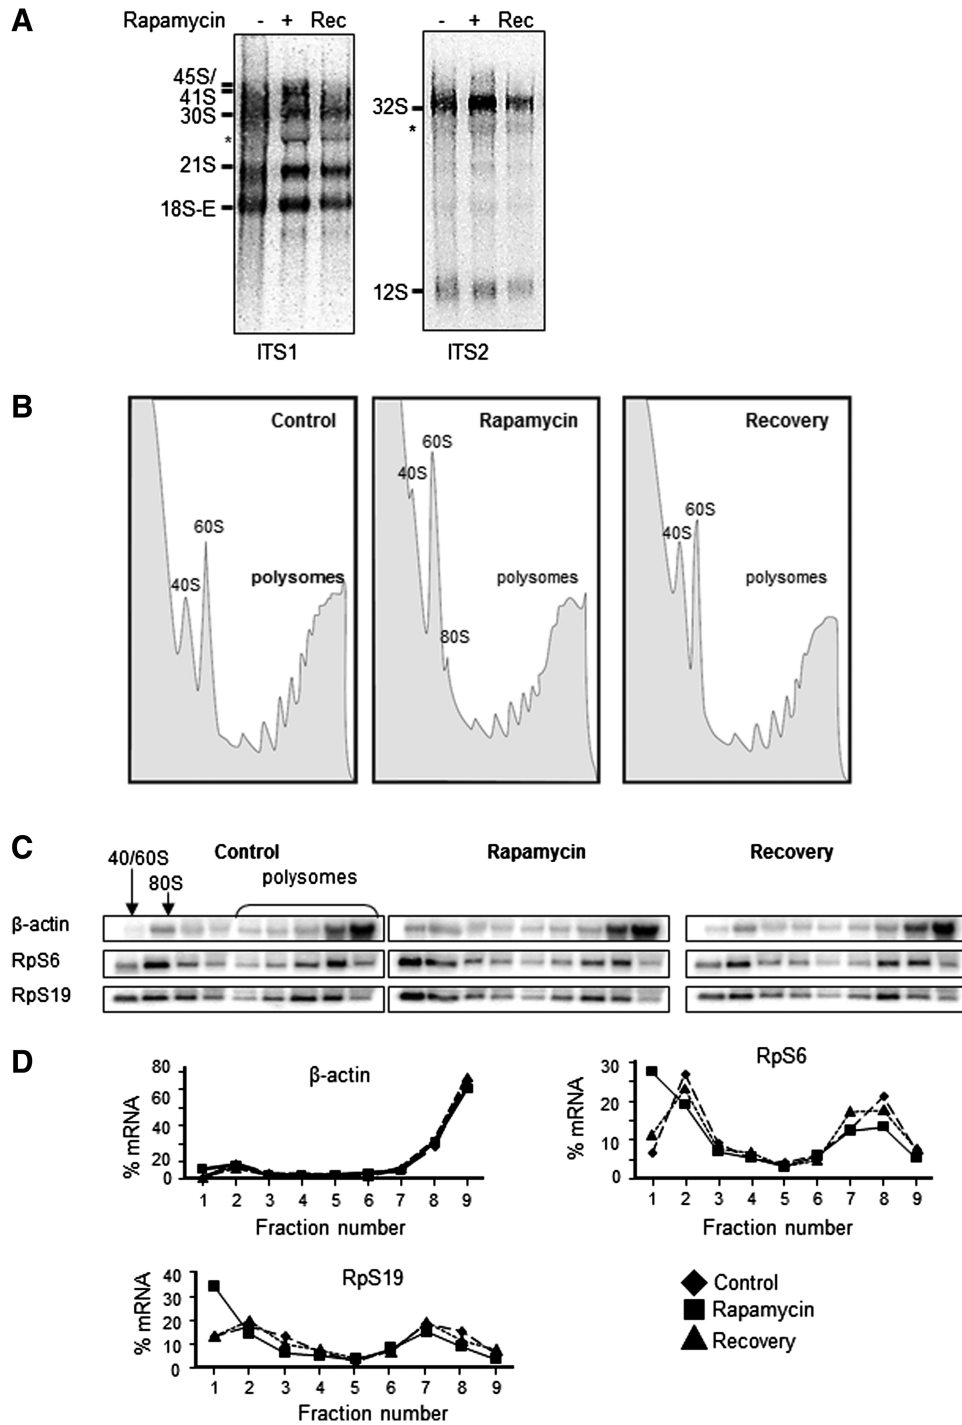 A
Rapamycin - + Rec
45S/
41S
30S
*
21S
18S-E
ITS1
- + Rec
32S
*
12S
ITS2
B
Control
40S
60S
polysomes
Rapamycin
40S
60S
80S
polysomes
Recovery
40S
60S
polysomes
C
40/60S
80S
Control
polysomes
Rapamycin
Recovery
β-actin
RpS6
RpS19
D
β-actin
% mRNA
80
60
40
20
0
1 2 3 4 5 6 7 8 9
Fraction number
RpS6
% mRNA
30
20
10
0
1 2 3 4 5 6 7 8 9
Fraction number
RpS19
% mRNA
40
30
20
10
0
1 2 3 4 5 6 7 8 9
Fraction number
Control
Rapamycin
Recovery